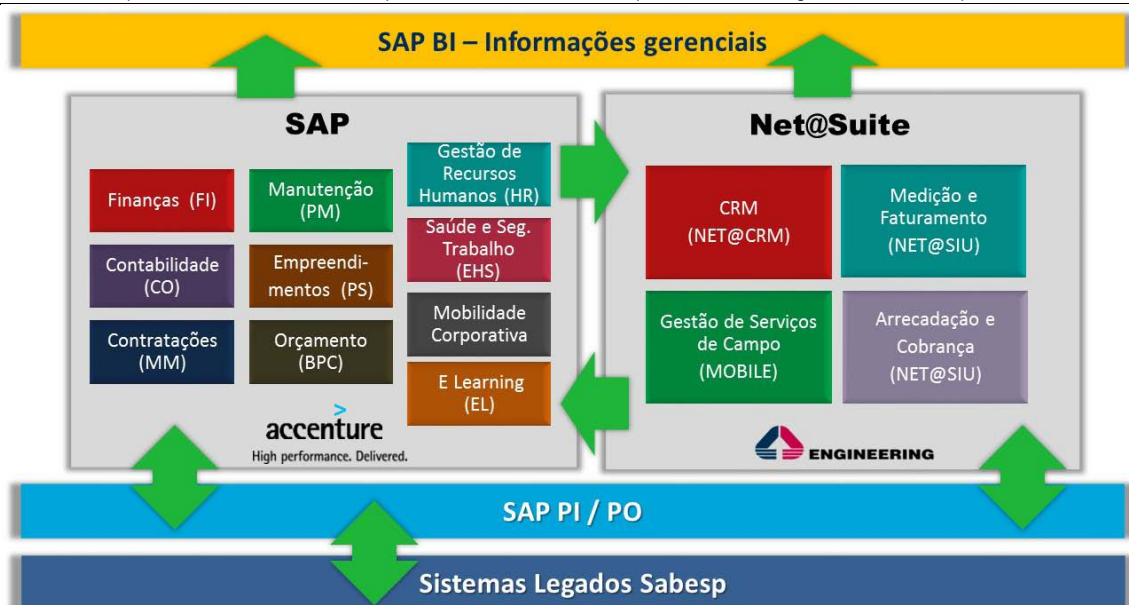 SAP BI – Informações gerenciais
SAP
Finanças (FI)
Contabilidade
(CO)
Contratações
(MM)
Manutenção
(PM)
Empreendi-
mentos (PS)
Orçamento
(BPC)
Gestão de
Recursos
Humanos (HR)
Saúde e Seg.
Trabalho
(EHS)
Mobilidade
Corporativa
E Learning
(EL)
>
accenture
High performance. Delivered.
Net@Suite
CRM
(NET@CRM)
Medição e
Faturamento
(NET@SIU)
Gestão de Serviços
de Campo
(MOBILE)
Arrecadação e
Cobrança
(NET@SIU)
ENGINEERING
SAP PI / PO
Sistemas Legados Sabesp